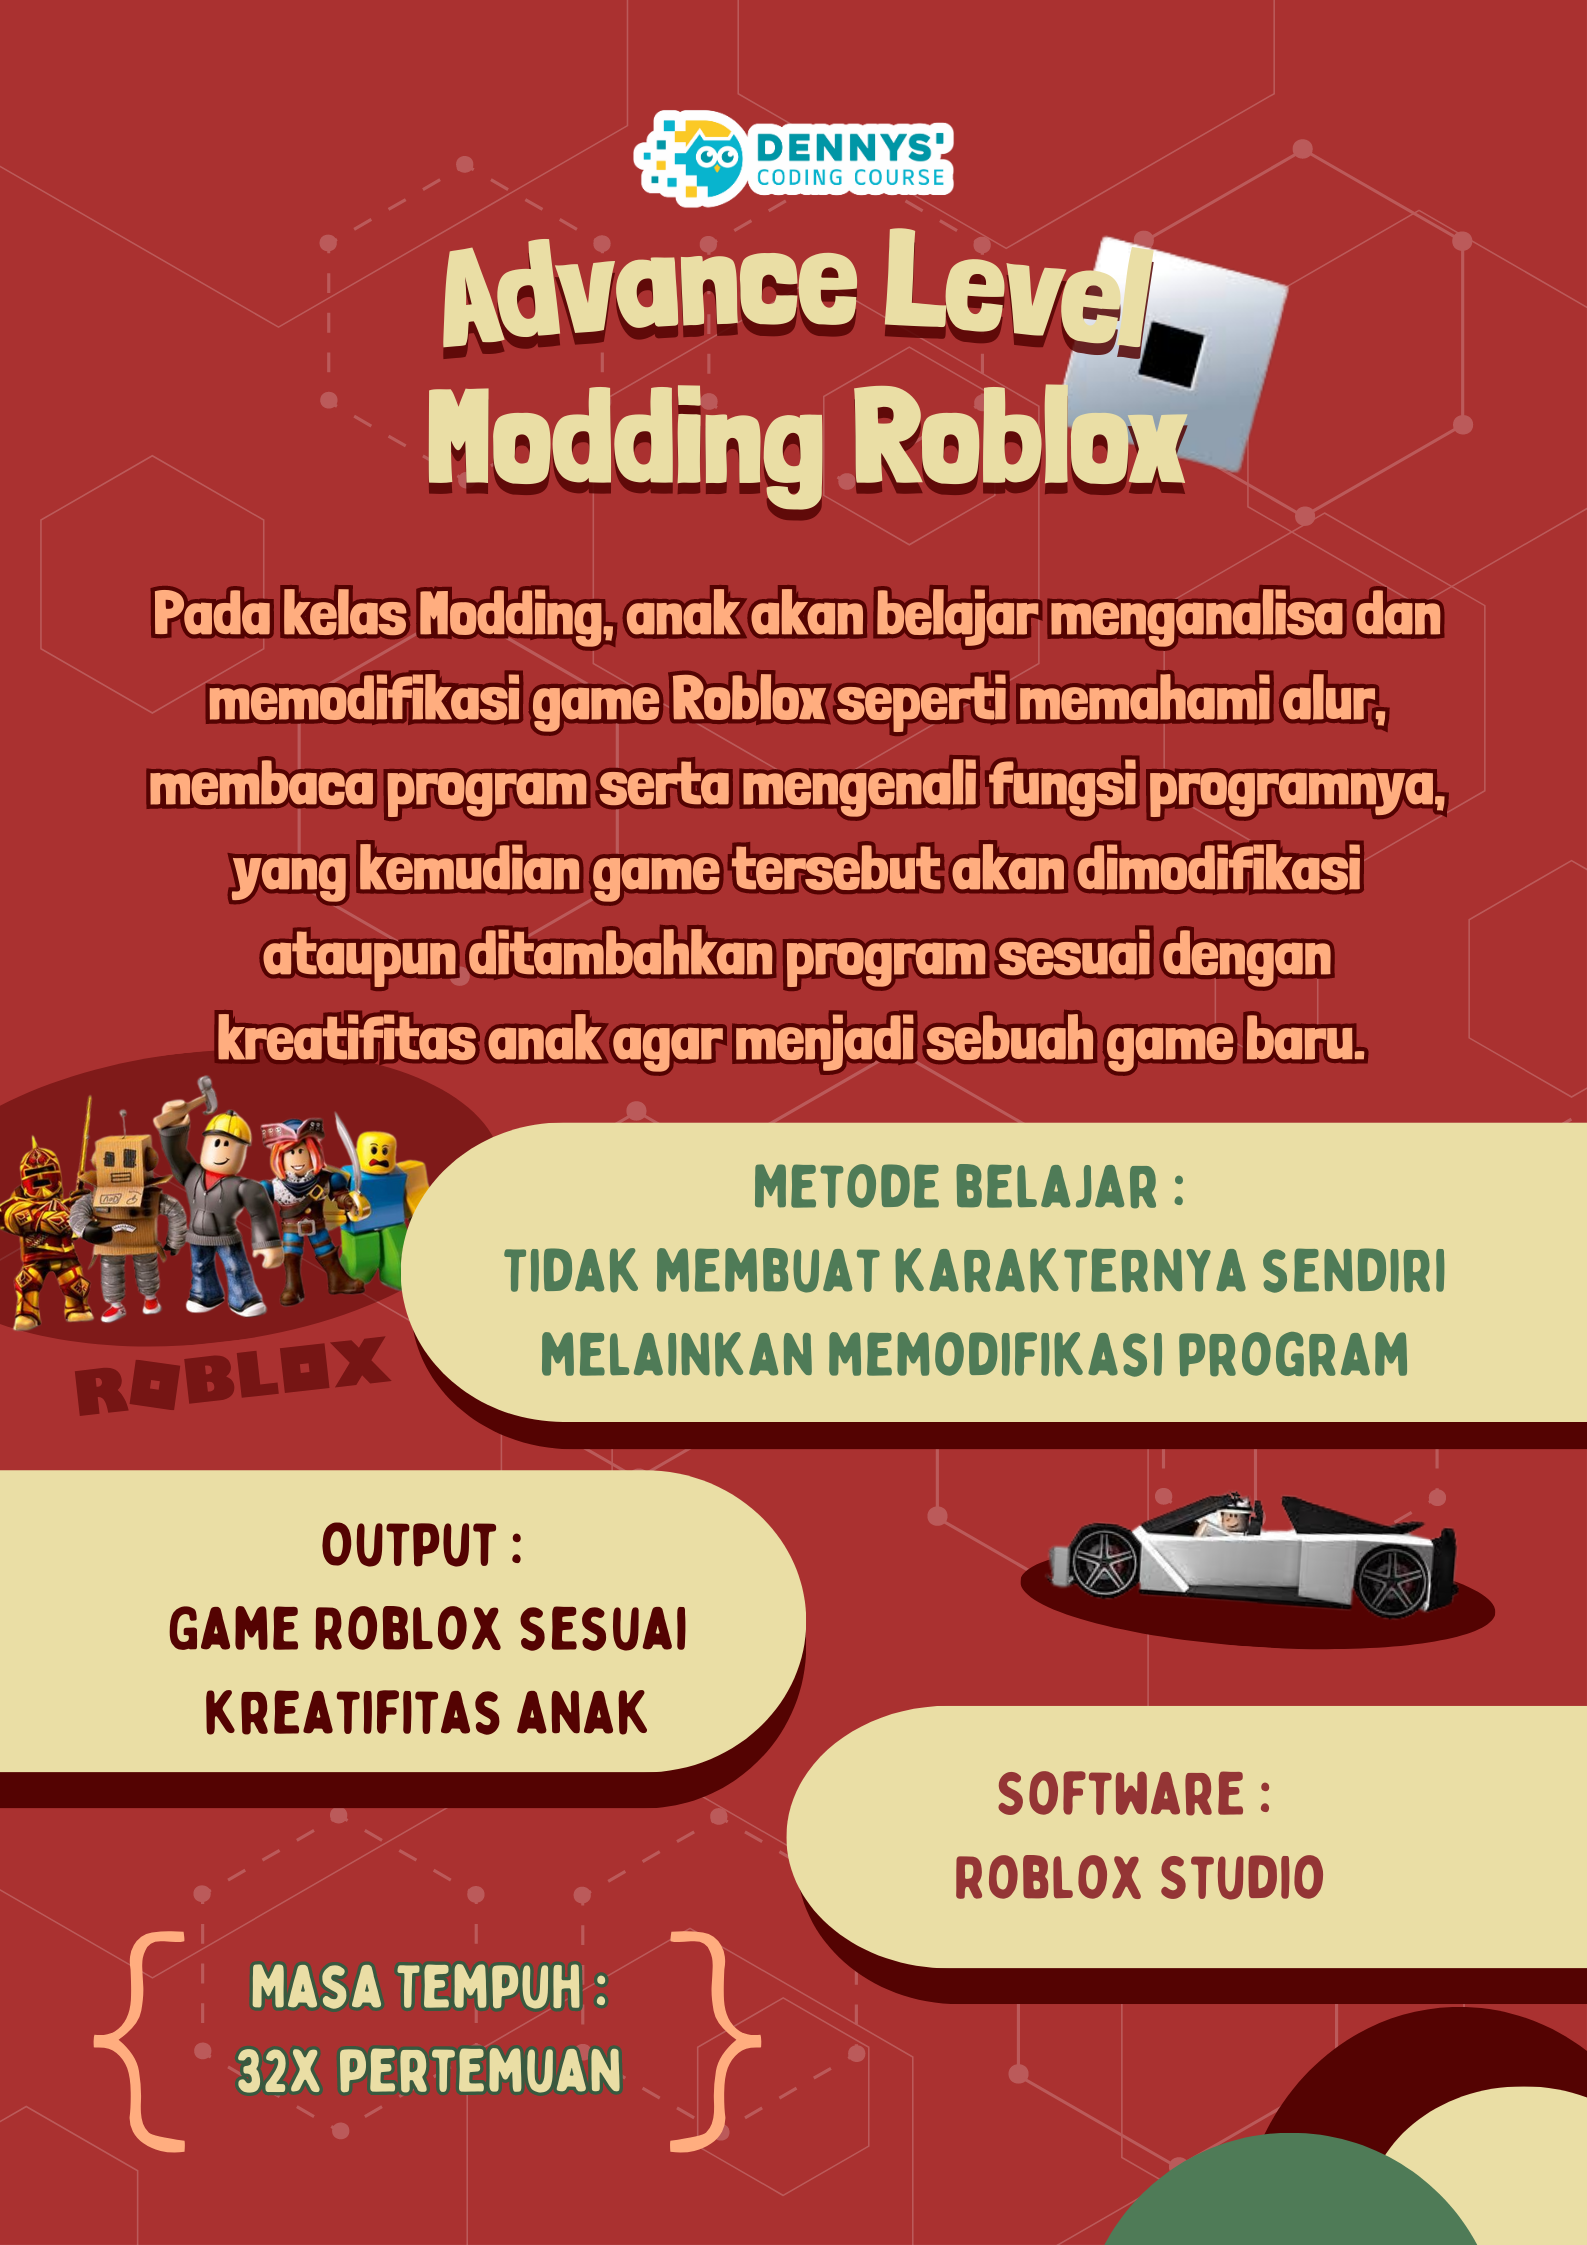 DENNYS'
CODING COURSE
Advance Level
Modding Roblox
Pada kelas Modding, anak akan belajar menganalisa dan
memodifikasi game Roblox seperti memahami alur,
membaca program serta mengenali fungsi programnya,
yang kemudian game tersebut akan dimodifikasi
ataupun ditambahkan program sesuai dengan
kreatifitas anak agar menjadi sebuah game baru.
METODE BELAJAR :
TIDAK MEMBUAT KARAKTERNYA SENDIRI
MELAINKAN MEMODIFIKASI PROGRAM
ROBLOX
OUTPUT :
GAME ROBLOX SESUAI
KREATIFITAS ANAK
SOFTWARE :
ROBLOX STUDIO
MASA TEMPUH :
32X PERTEMUAN